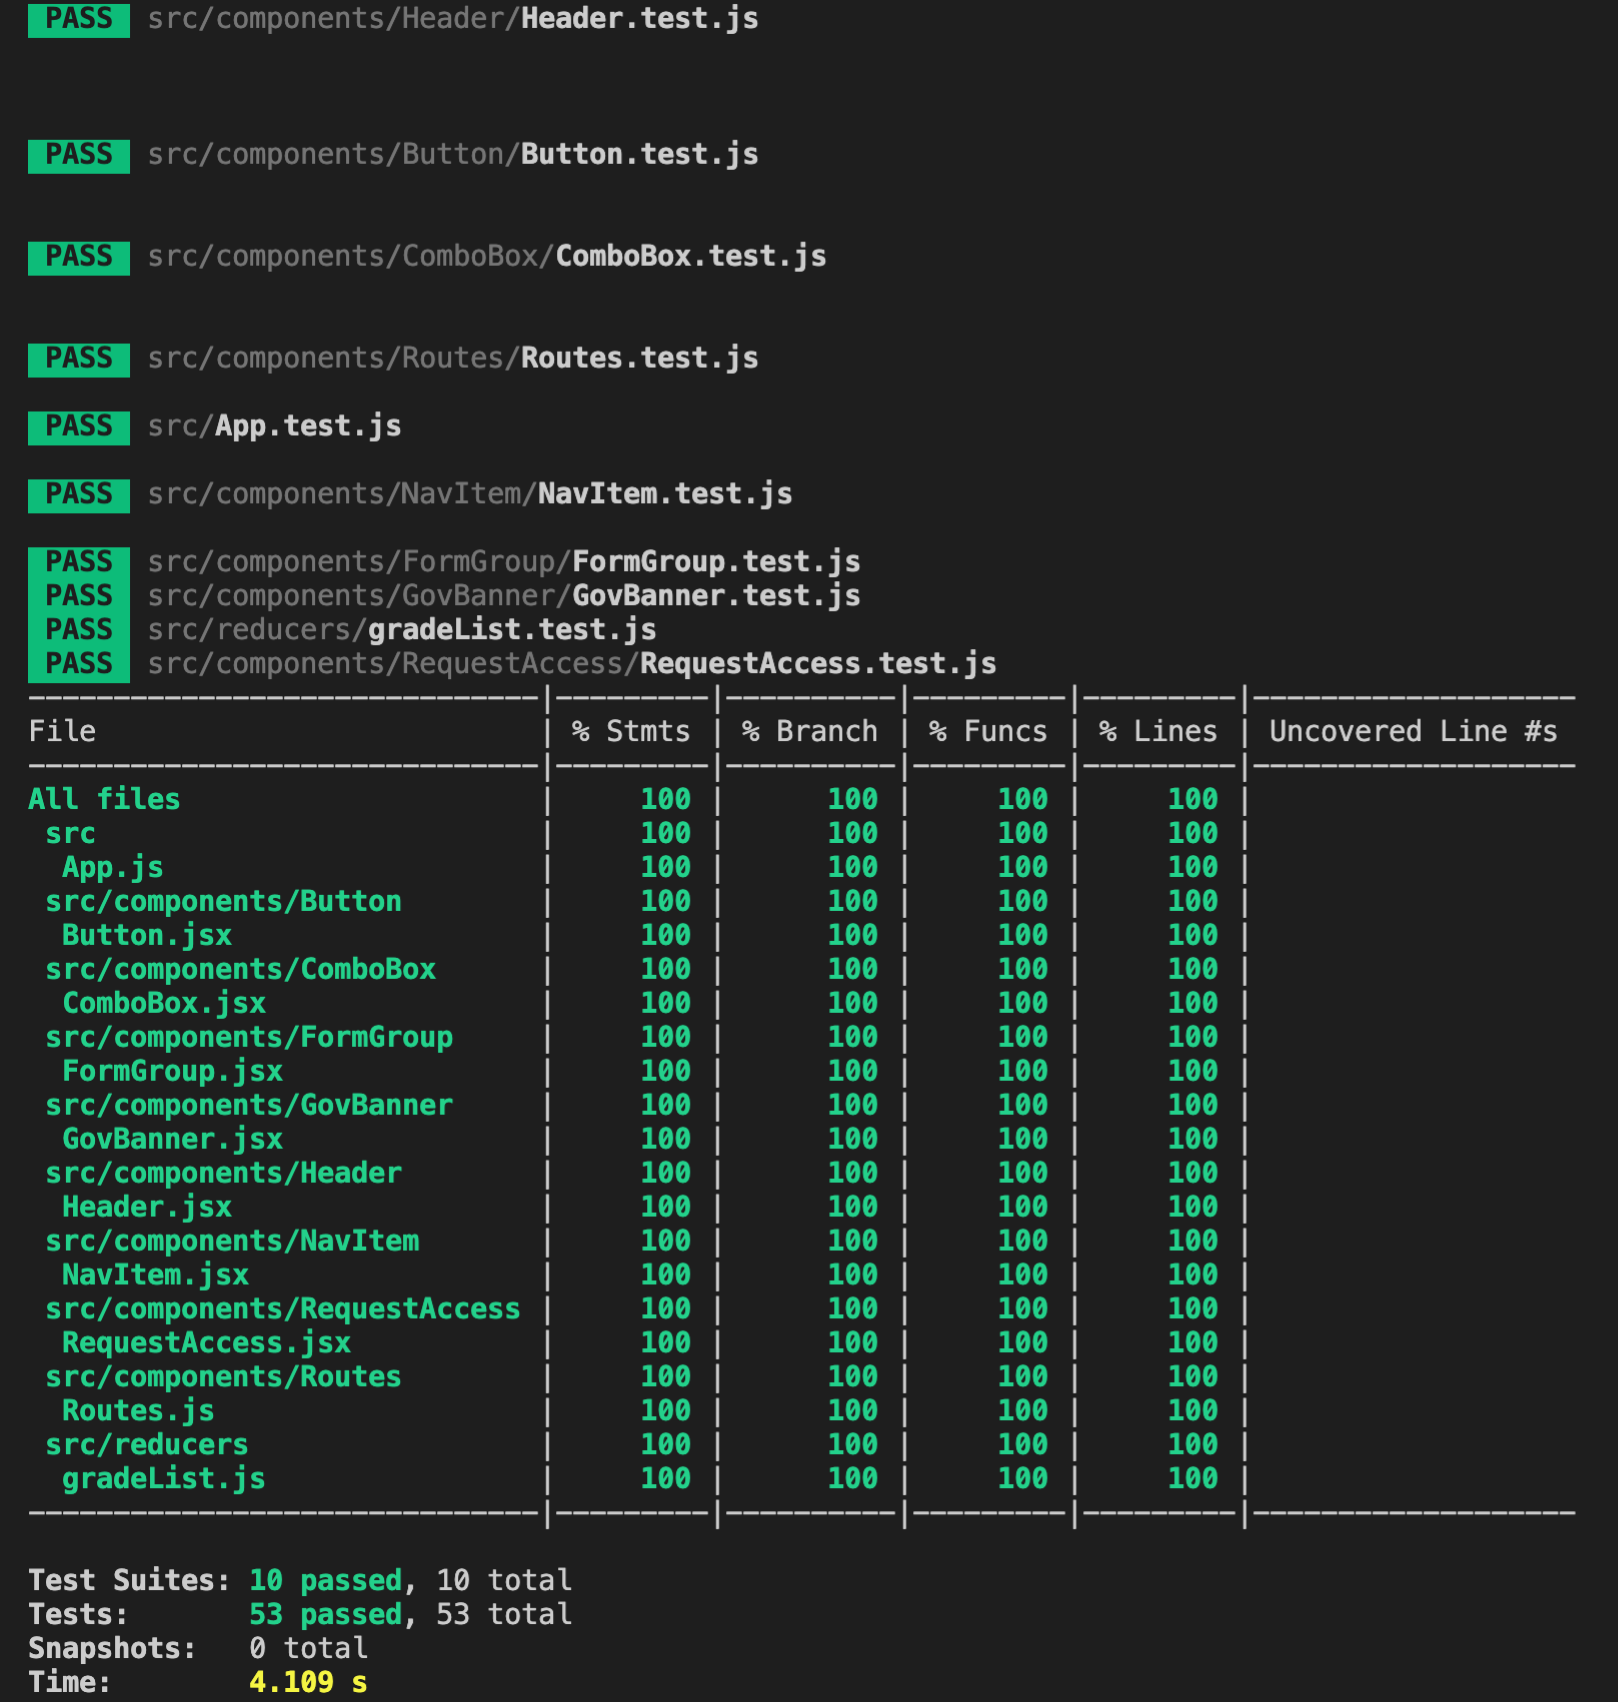 PASS src/components/Header/Header.test.js
PASS src/components/Button/Button.test.js
PASS src/components/ComboBox/ComboBox.test.js
PASS src/components/Routes/Routes.test.js
PASS src/App.test.js
PASS src/components/NavItem/NavItem.test.js
PASS src/components/FormGroup/FormGroup.test.js
PASS src/components/GovBanner/GovBanner.test.js
PASS src/reducers/gradeList.test.js
PASS src/components/RequestAccess/RequestAccess.test.js
------------------------------|---------|----------|---------|---------|-------------------
File                          | % Stmts | % Branch | % Funcs | % Lines | Uncovered Line #s
------------------------------|---------|----------|---------|---------|-------------------
All files                     |     100 |      100 |     100 |     100 |
 src                          |     100 |      100 |     100 |     100 |
  App.js                      |     100 |      100 |     100 |     100 |
 src/components/Button        |     100 |      100 |     100 |     100 |
  Button.jsx                  |     100 |      100 |     100 |     100 |
 src/components/ComboBox      |     100 |      100 |     100 |     100 |
  ComboBox.jsx                |     100 |      100 |     100 |     100 |
 src/components/FormGroup     |     100 |      100 |     100 |     100 |
  FormGroup.jsx               |     100 |      100 |     100 |     100 |
 src/components/GovBanner     |     100 |      100 |     100 |     100 |
  GovBanner.jsx               |     100 |      100 |     100 |     100 |
 src/components/Header        |     100 |      100 |     100 |     100 |
  Header.jsx                  |     100 |      100 |     100 |     100 |
 src/components/NavItem       |     100 |      100 |     100 |     100 |
  NavItem.jsx                 |     100 |      100 |     100 |     100 |
 src/components/RequestAccess |     100 |      100 |     100 |     100 |
  RequestAccess.jsx           |     100 |      100 |     100 |     100 |
 src/components/Routes        |     100 |      100 |     100 |     100 |
  Routes.js                   |     100 |      100 |     100 |     100 |
 src/reducers                 |     100 |      100 |     100 |     100 |
  gradeList.js                |     100 |      100 |     100 |     100 |
------------------------------|---------|----------|---------|---------|-------------------
Test Suites: 10 passed, 10 total
Tests:       53 passed, 53 total
Snapshots:   0 total
Time:        4.109 s